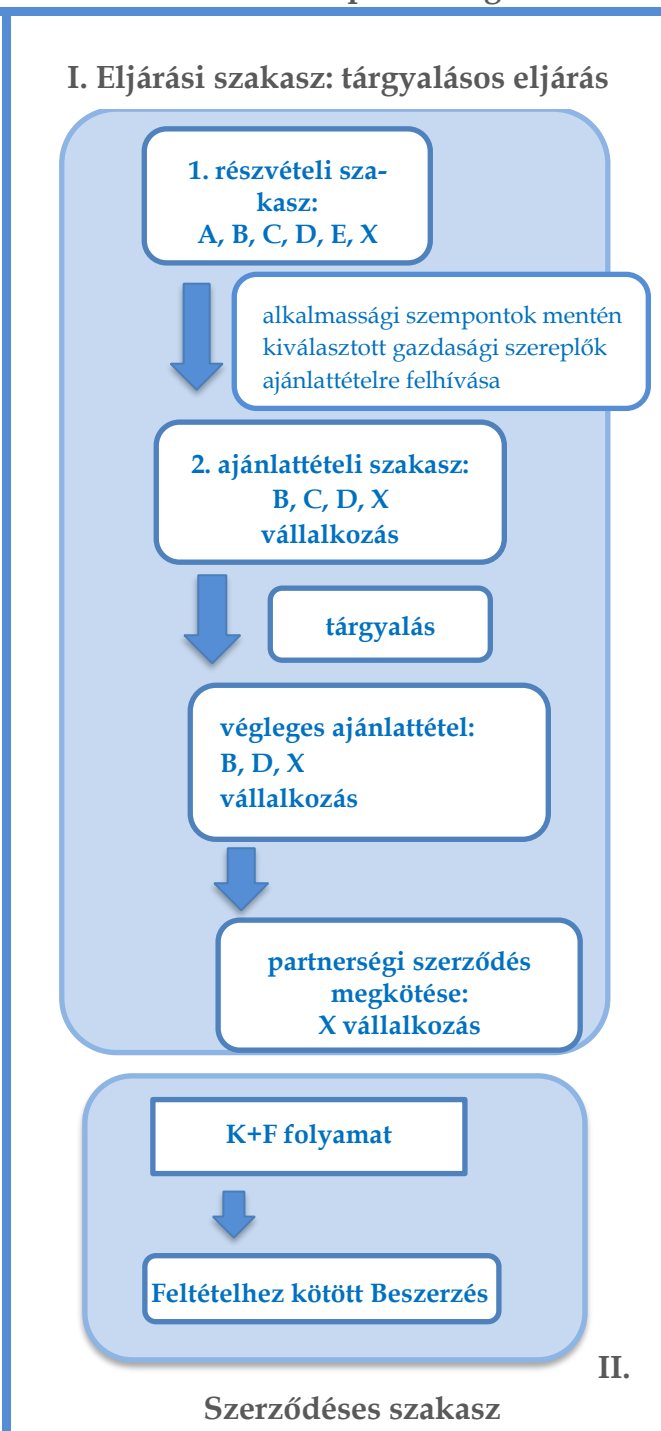 I. Eljárási szakasz: tárgyalásos eljárás
1. részvételi sza-
kasz:
A, B, C, D, E, X
alkalmassági szempontok mentén
kiválasztott gazdasági szereplők
ajánlattételre felhívása
2. ajánlattételi szakasz:
B, C, D, X
vállalkozás
tárgyalás
végleges ajánlattétel:
B, D, X
vállalkozás
partnerségi szerződés
megkötése:
X vállalkozás
K+F folyamat
Feltételhez kötött Beszerzés
II.
Szerződéses szakasz